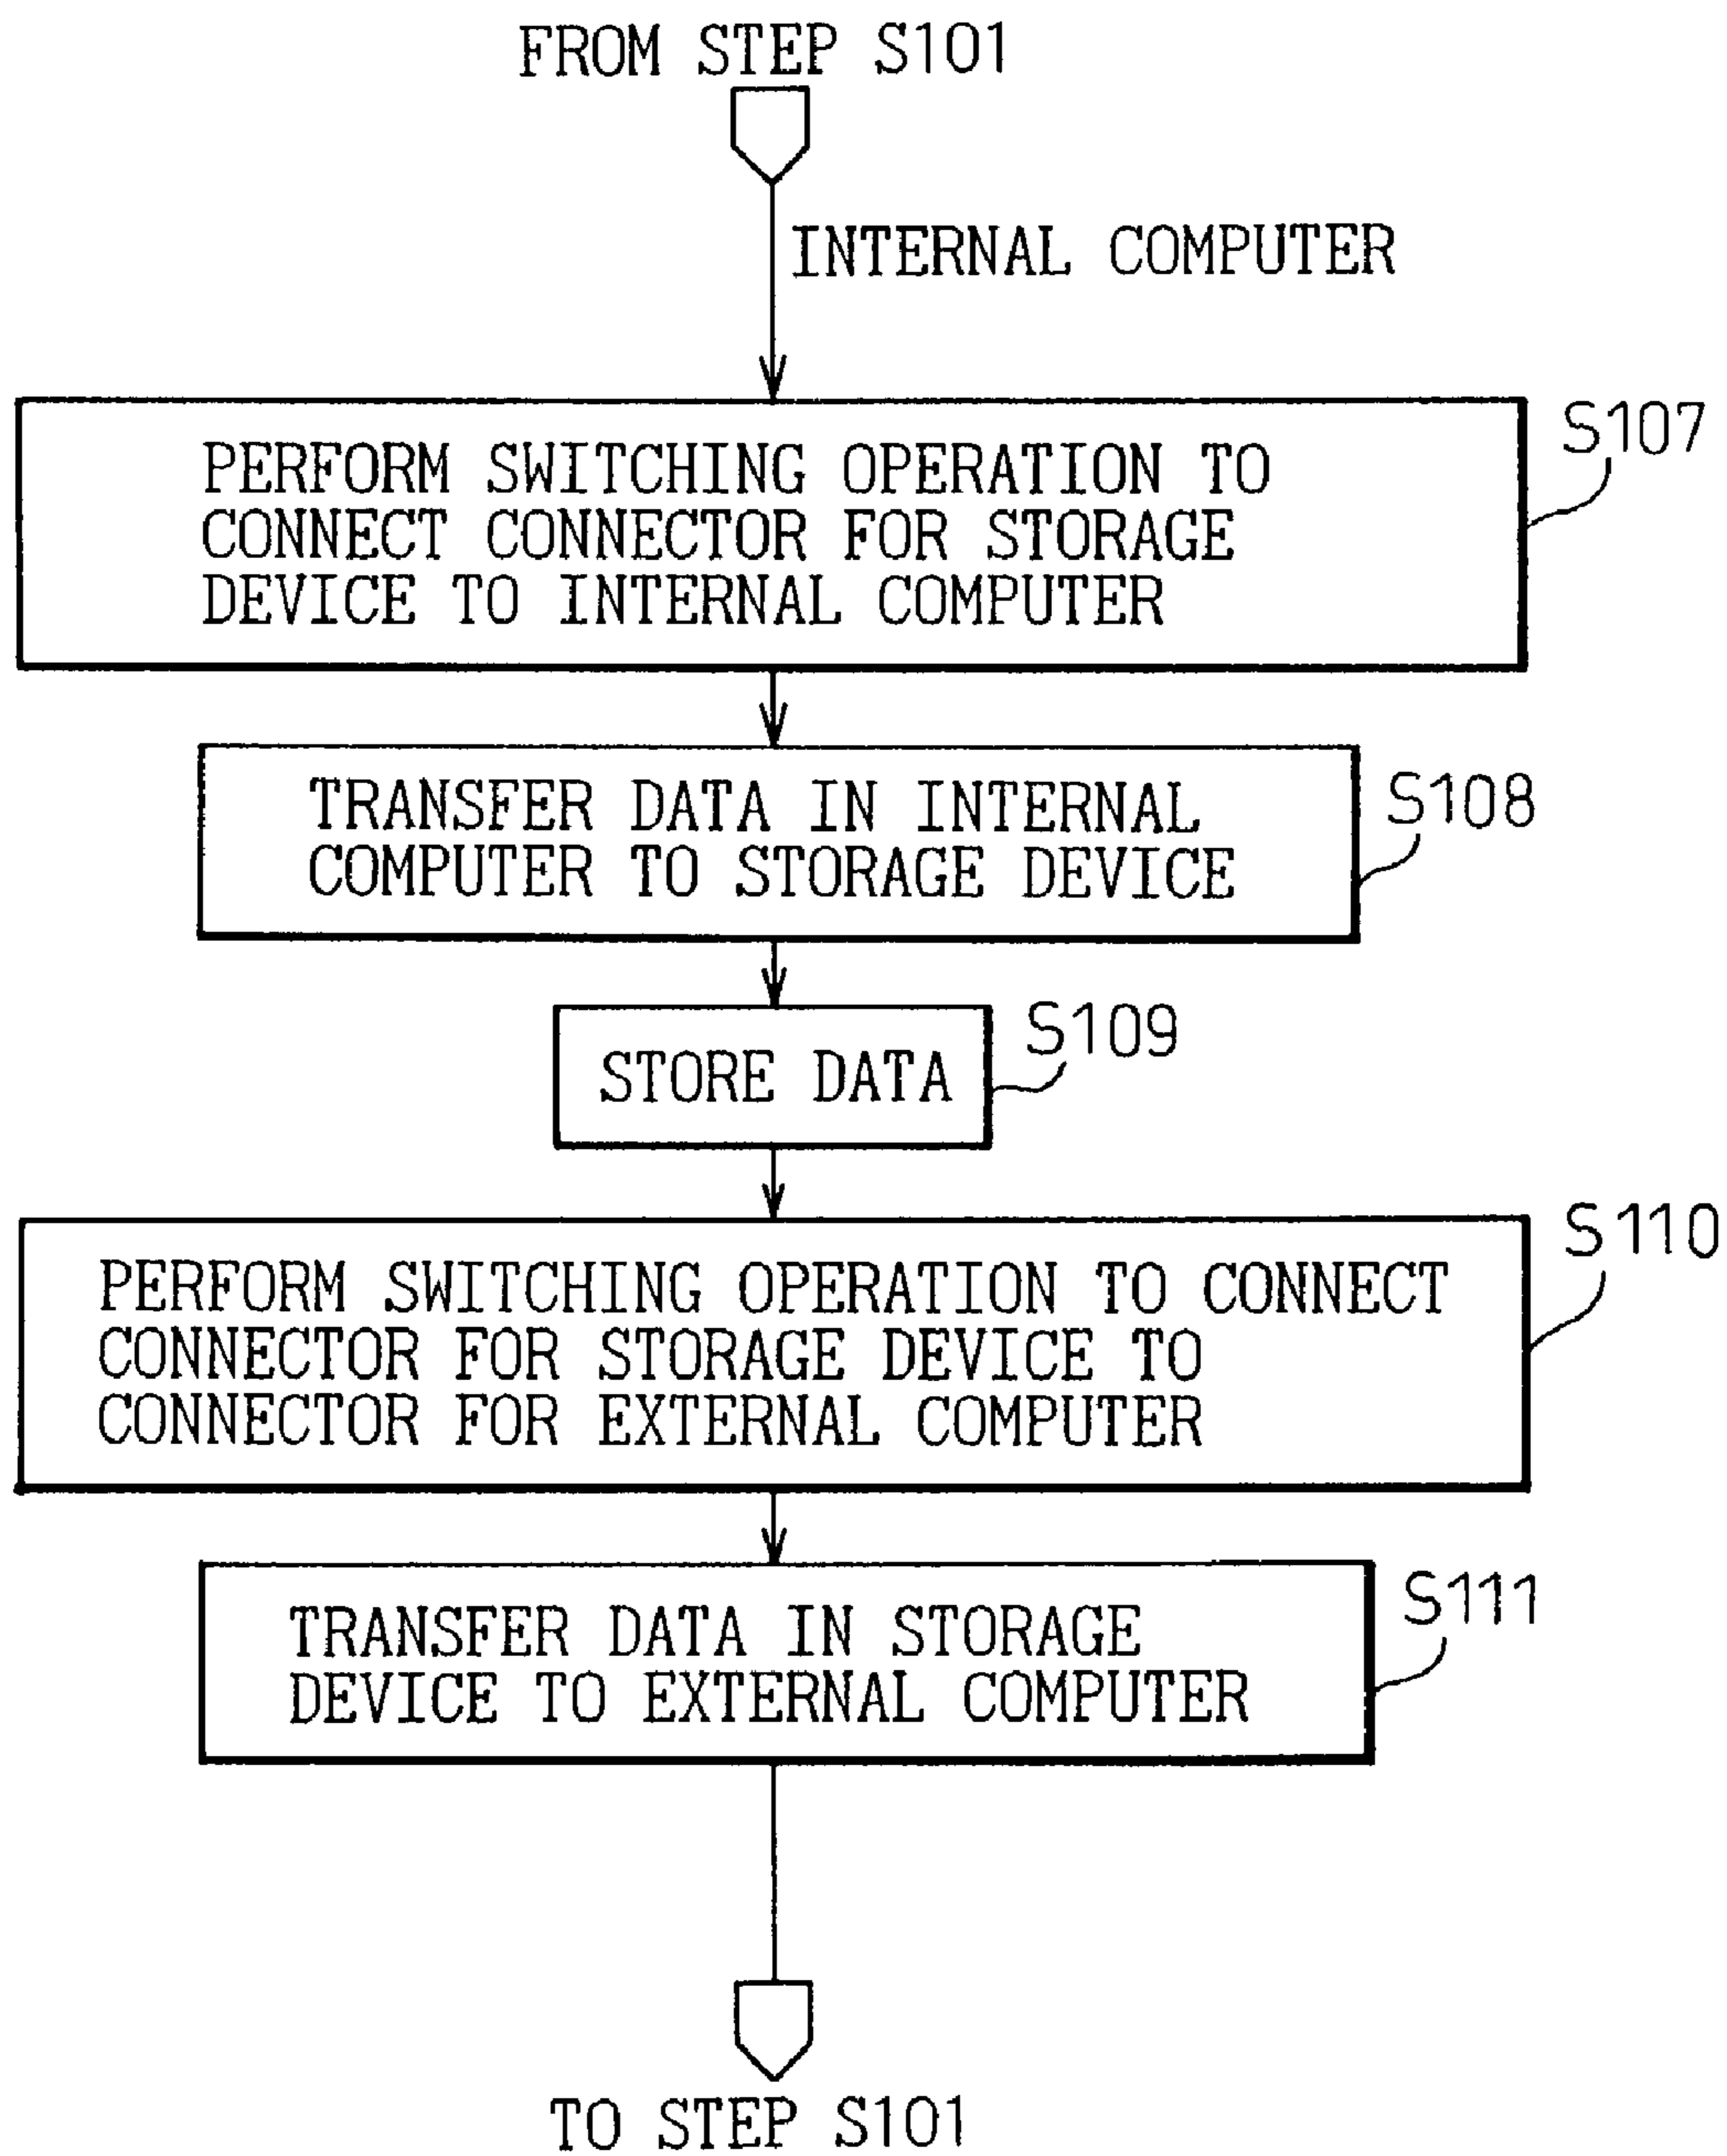 FROM STEP S101
INTERNAL COMPUTER
S107
PERFORM SWITCHING OPERATION TO
CONNECT CONNECTOR FOR STORAGE
DEVICE TO INTERNAL COMPUTER
S108
TRANSFER DATA IN INTERNAL
COMPUTER TO STORAGE DEVICE
S109
STORE DATA
S110
PERFORM SWITCHING OPERATION TO CONNECT
CONNECTOR FOR STORAGE DEVICE TO
CONNECTOR FOR EXTERNAL COMPUTER
S111
TRANSFER DATA IN STORAGE
DEVICE TO EXTERNAL COMPUTER
TO STEP S101